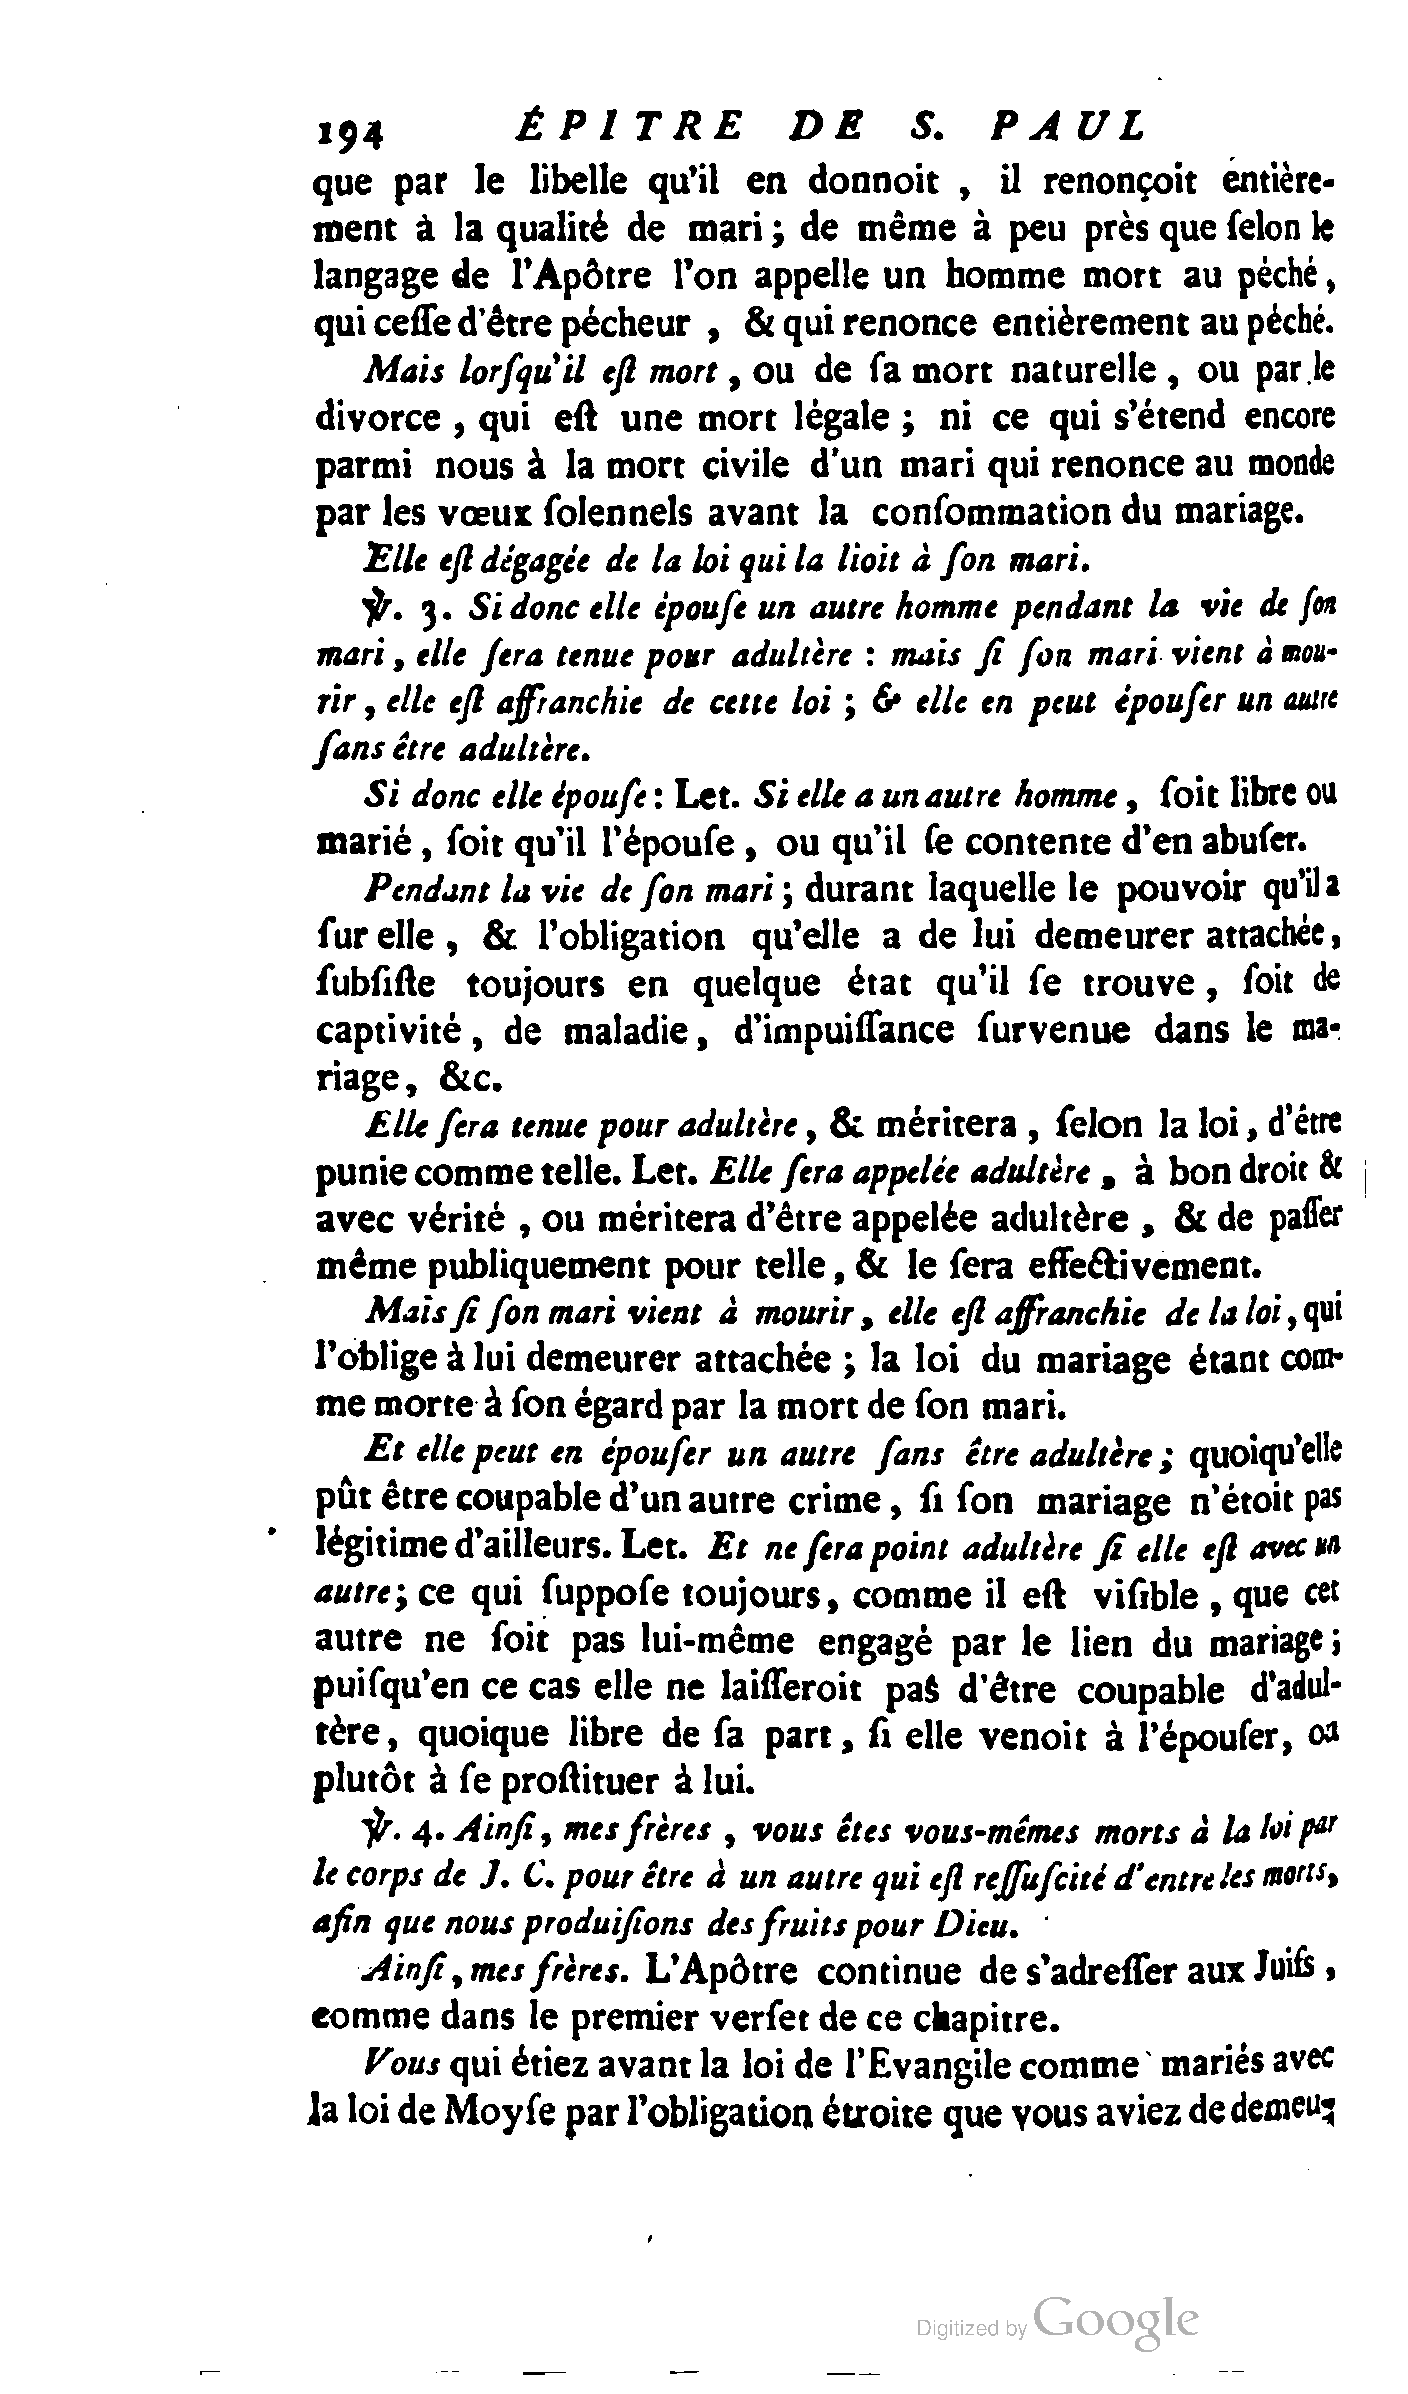 194 ÉPITRE DE S. PAUL
que par le libelle qu'il en donnoit , il renonçoit entière-
ment à la qualité de mari ; de même à peu près que ſelon le
langage de l'Apôtre l'on appelle un homme mort au péché ,
qui ceſſe d'être pécheur , & qui renonce entièrement au péché.
Mais lorſqu'il eſt mort , ou de ſa mort naturelle , ou par le
divorce , qui eſt une mort légale ; ni ce qui s'étend encore
parmi nous à la mort civile d'un mari qui renonce au monde
par les vœux ſolennels avant la conſommation du mariage.
Elle eſt dégagée de la loi qui la lioit à ſon mari.
℣. 3. Si donc elle épouſe un autre homme pendant la vie de ſon
mari , elle ſera tenue pour adultère : mais ſi ſon mari vient à mou-
rir , elle eſt affranchie de cette loi ; & elle en peut épouſer un autre
ſans être adultère.
Si donc elle épouſe : Let. Si elle a un autre homme , ſoit libre ou
marié , ſoit qu'il l'épouſe , ou qu'il ſe contente d'en abuſer.
Pendant la vie de ſon mari ; durant laquelle le pouvoir qu'il a
ſur elle , & l'obligation qu'elle a de lui demeurer attachée ,
ſubſiſte toujours en quelque état qu'il ſe trouve , ſoit de
captivité , de maladie , d'impuiſſance ſurvenue dans le ma-
riage , &c.
Elle ſera tenue pour adultère , & méritera , ſelon la loi , d'être
punie comme telle. Let. Elle ſera appelée adultère , à bon droit &
avec vérité , ou méritera d'être appelée adultère , & de paſſer
même publiquement pour telle , & le ſera effectivement.
Mais ſi ſon mari vient à mourir , elle eſt affranchie de la loi , qui
l'oblige à lui demeurer attachée ; la loi du mariage étant com-
me morte à ſon égard par la mort de ſon mari.
Et elle peut en épouſer un autre ſans être adultère ; quoiqu'elle
pût être coupable d'un autre crime , ſi ſon mariage n'étoit pas
légitime d'ailleurs. Let. Et ne ſera point adultère ſi elle eſt avec un
autre ; ce qui ſuppoſe toujours , comme il eſt viſible , que cet
autre ne ſoit pas lui-même engagé par le lien du mariage ;
puiſqu'en ce cas elle ne laiſſeroit pas d'être coupable d'adul-
tère , quoique libre de ſa part , ſi elle venoit à l'épouſer , ou
plutôt à ſe proſtituer à lui.
℣. 4. Ainſi , mes frères , vous êtes vous-mêmes morts à la loi par
le corps de J. C. pour être à un autre qui eſt reſſuſcité d'entre les morts,
afin que nous produiſions des fruits pour Dieu.
Ainſi , mes frères. L'Apôtre continue de s'adreſſer aux Juifs ,
comme dans le premier verſet de ce chapitre.
Vous qui étiez avant la loi de l'Evangile comme mariés avec
la loi de Moyſe par l'obligation étroite que vous aviez de demeu-
Digitized by Google